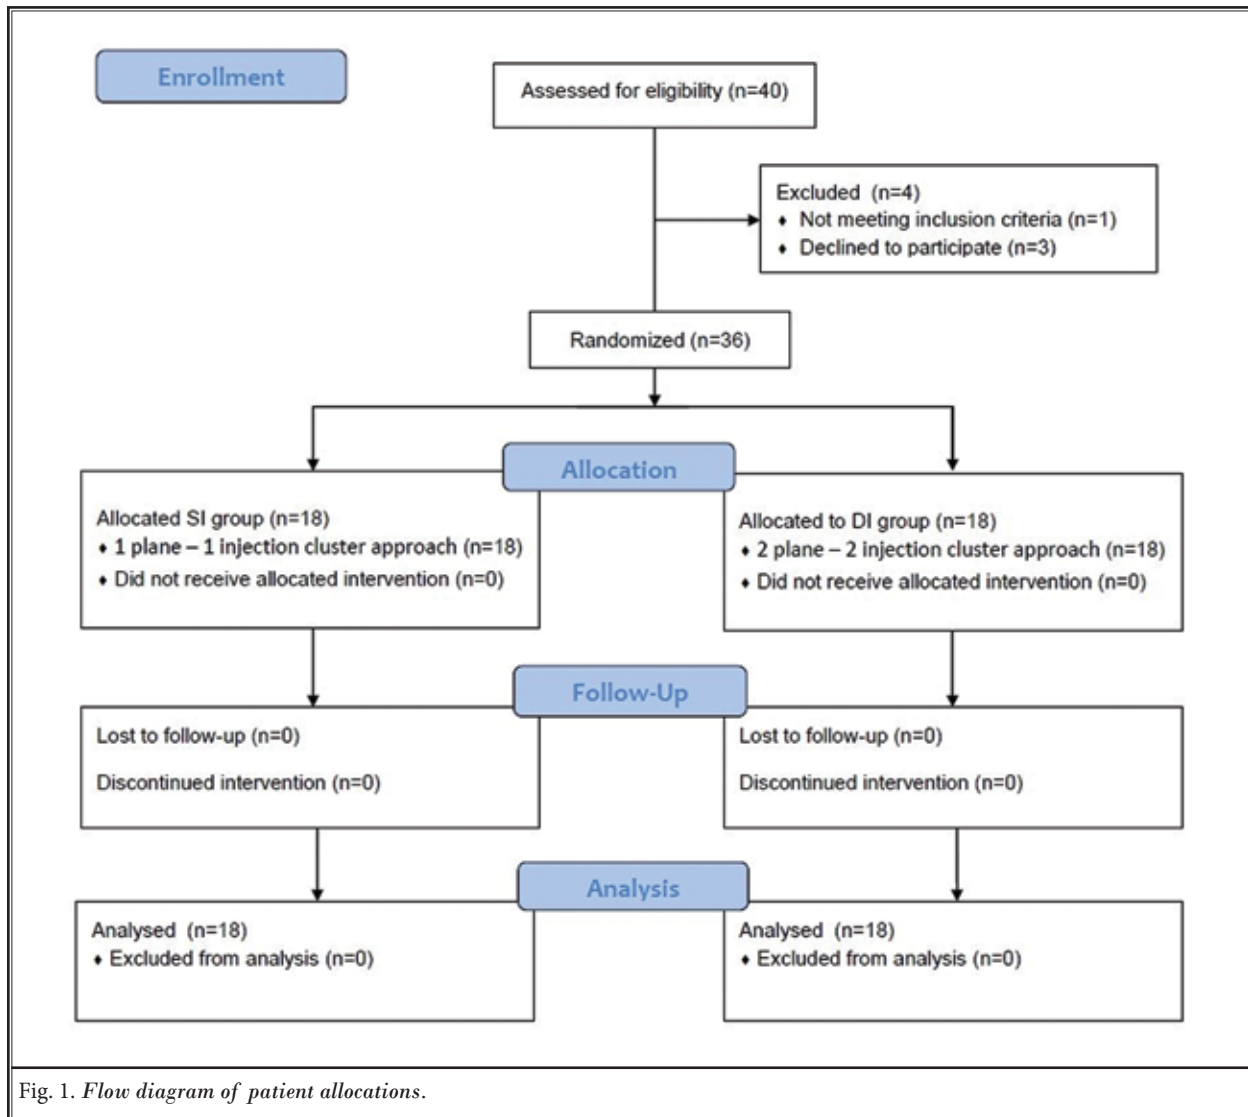 Enrollment
Assessed for eligibility (n=40)
Excluded (n=4)
♦ Not meeting inclusion criteria (n=1)
♦ Declined to participate (n=3)
Randomized (n=36)
Allocation
Allocated SI group (n=18)
♦ 1 plane – 1 injection cluster approach (n=18)
♦ Did not receive allocated intervention (n=0)
Allocated to DI group (n=18)
♦ 2 plane – 2 injection cluster approach (n=18)
♦ Did not receive allocated intervention (n=0)
Follow-Up
Lost to follow-up (n=0)
Discontinued intervention (n=0)
Lost to follow-up (n=0)
Discontinued intervention (n=0)
Analysis
Analysed (n=18)
♦ Excluded from analysis (n=0)
Analysed (n=18)
♦ Excluded from analysis (n=0)
Fig. 1. Flow diagram of patient allocations.